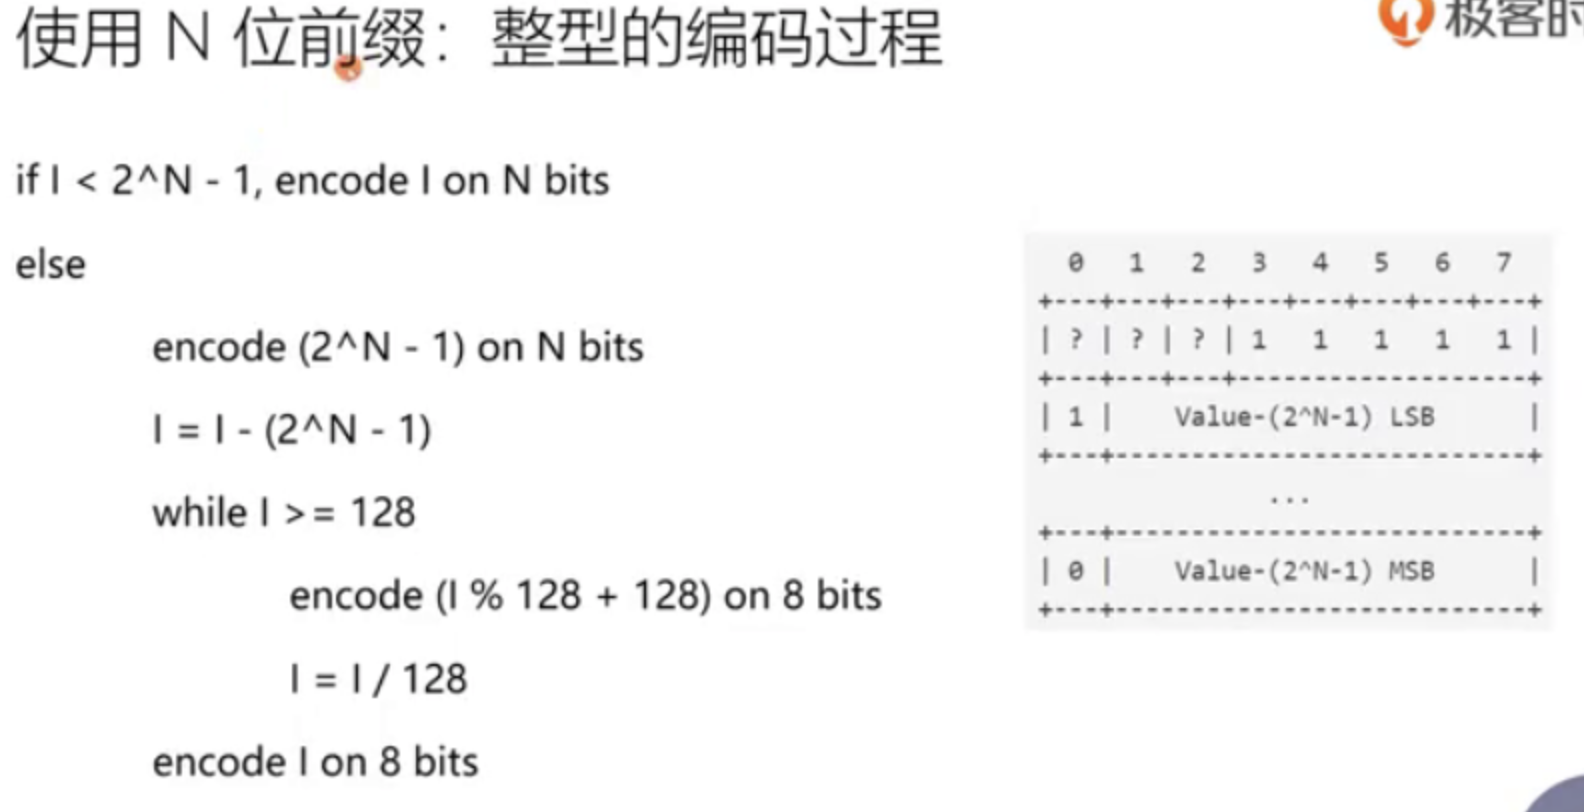 使用 N 位前缀：整型的编码过程
极客时
if I < 2^N - 1, encode I on N bits
else
encode (2^N - 1) on N bits
I = I - (2^N - 1)
while I >= 128
encode (I % 128 + 128) on 8 bits
I = I / 128
encode I on 8 bits
0 1 2 3 4 5 6 7
+---+---+---+---+---+---+---+---+
| ? | ? | ? | 1 1 1 1 1 |
+---+---+---+-------------------+
| 1 | Value-(2^N-1) LSB |
+---+---------------------------+
...
+---+---------------------------+
| 0 | Value-(2^N-1) MSB |
+---+---------------------------+